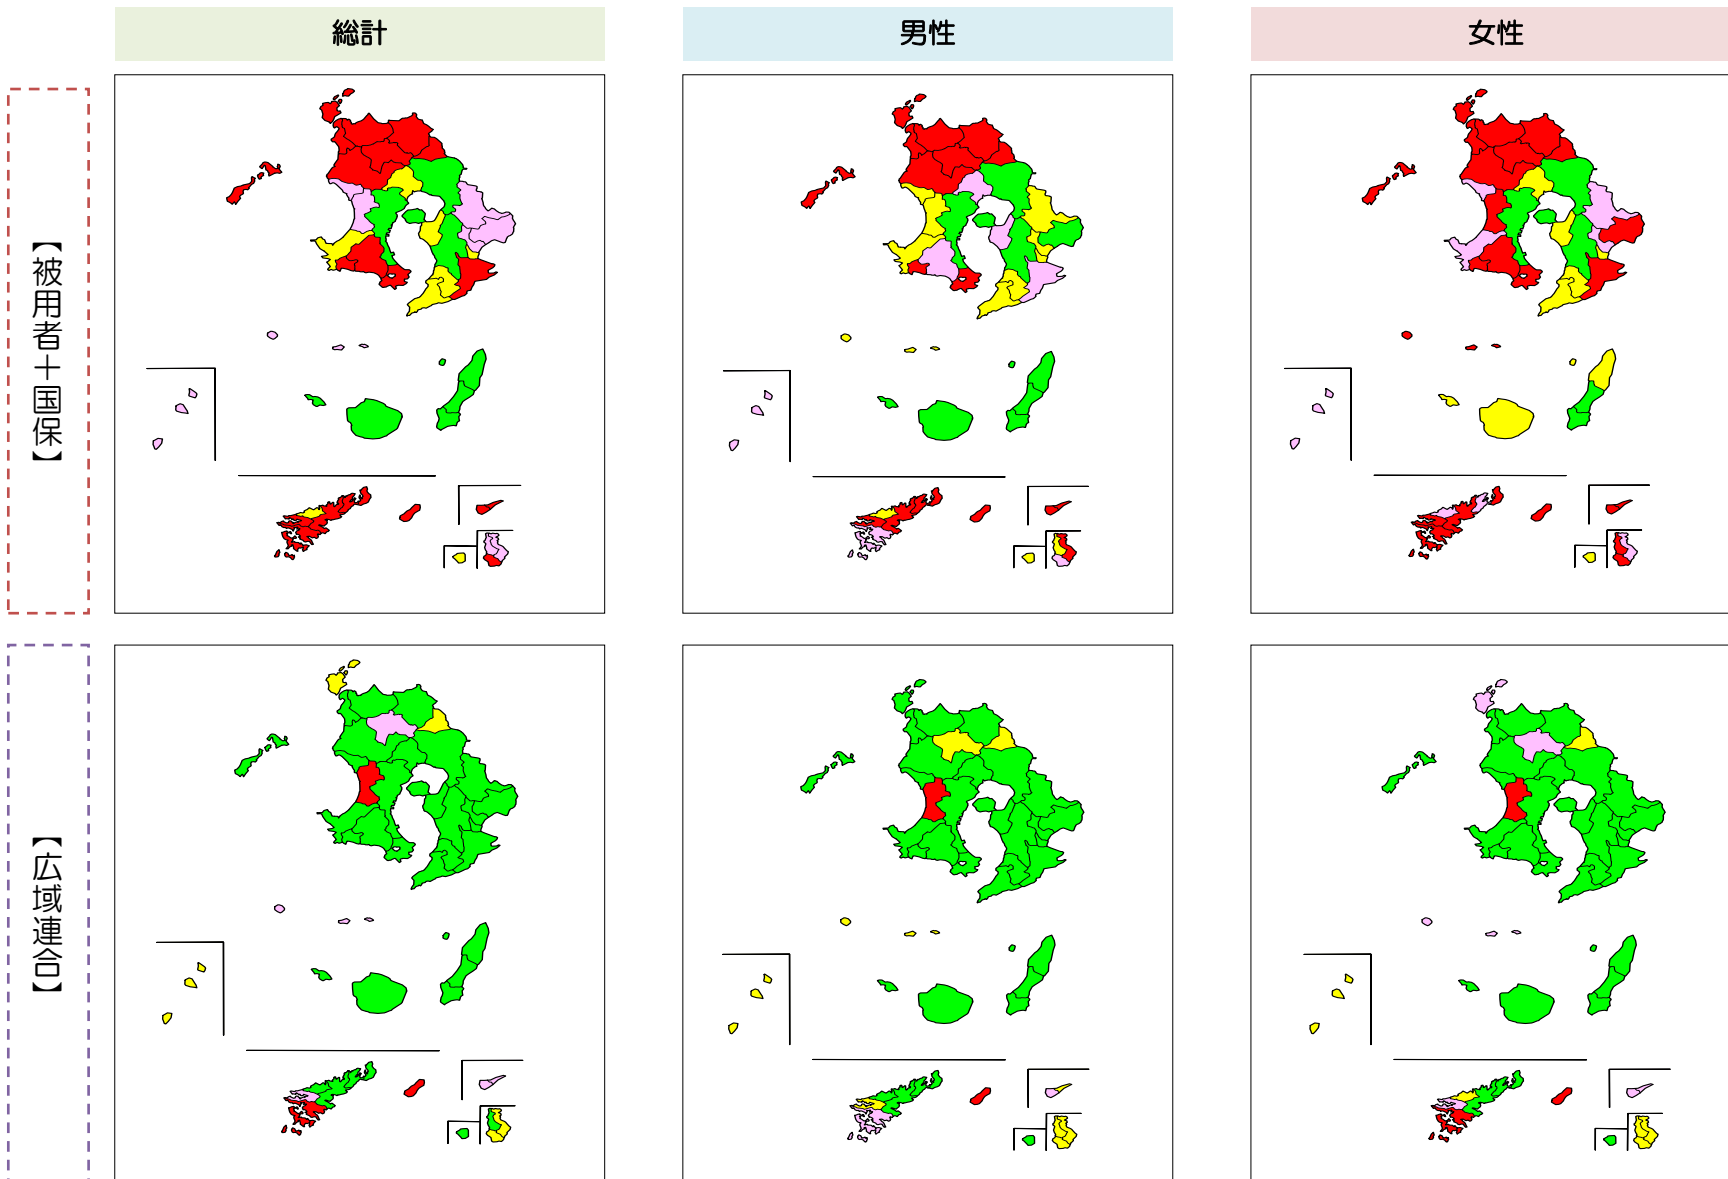 総計
男性
女性
【被用者＋国保】
【広域連合】